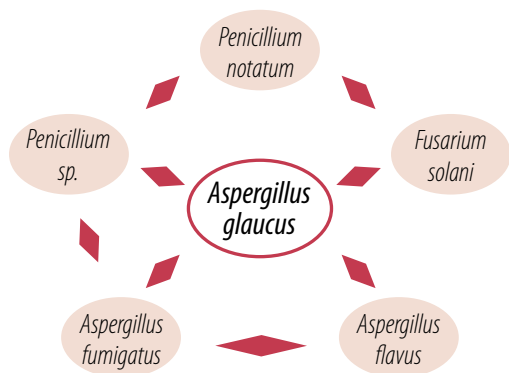 Penicillium
notatum
Penicillium
sp.
Fusarium
solani
Aspergillus
glaucus
Aspergillus
fumigatus
Aspergillus
flavus